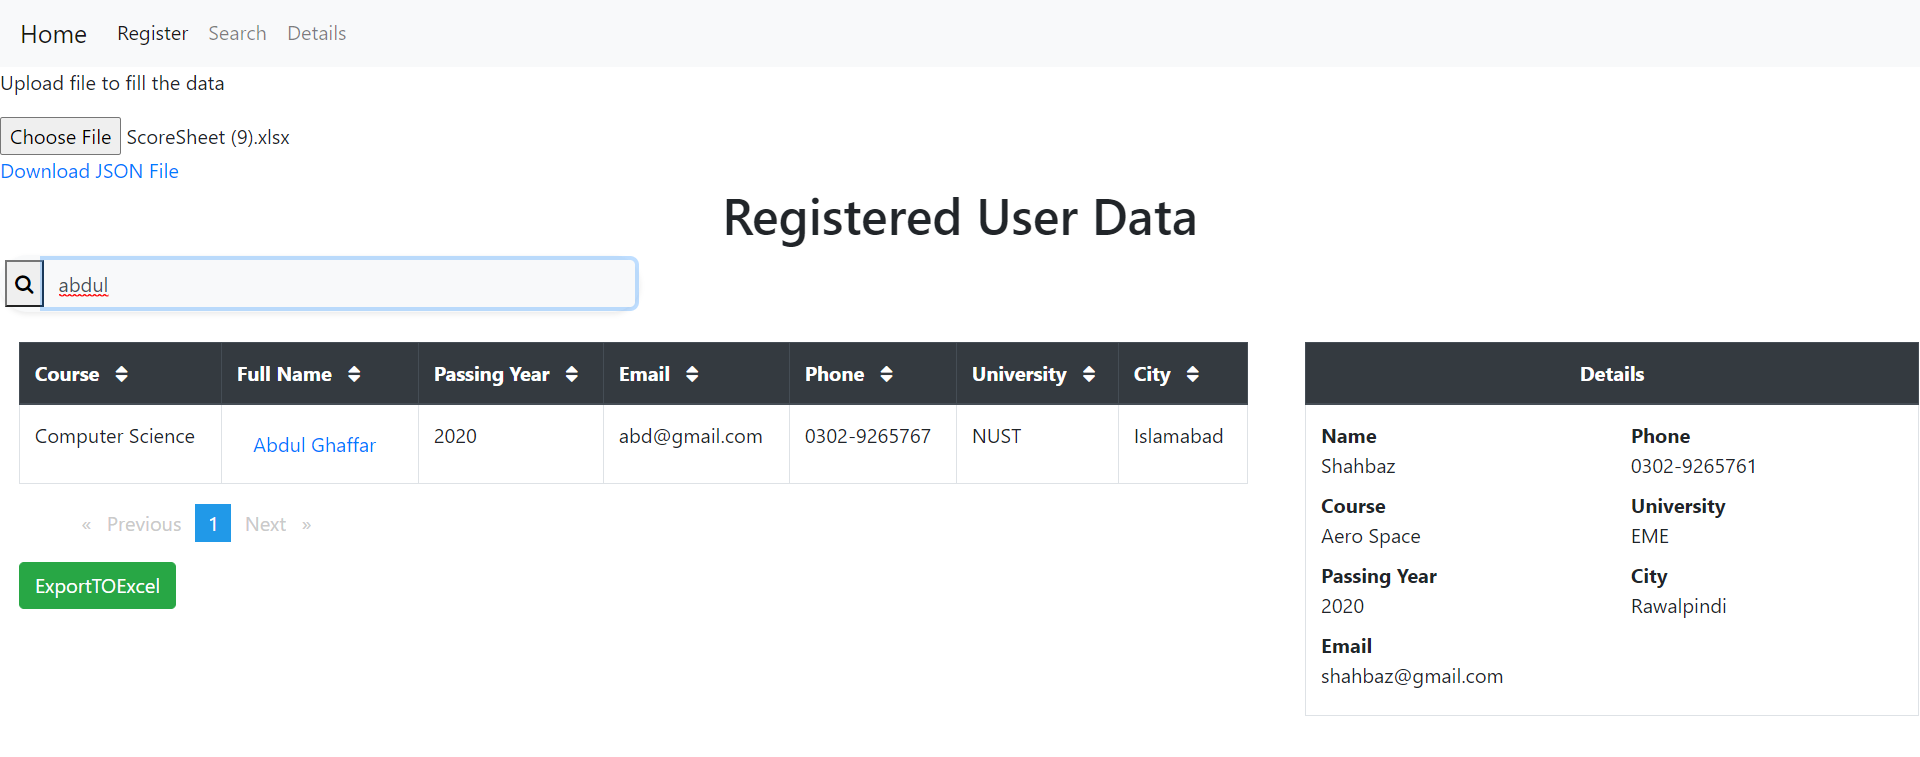 Home Register Search Details
Upload file to fill the data
Choose File ScoreSheet (9).xlsx
Download JSON File
Registered User Data
abdul
Course Full Name Passing Year Email Phone University City
Computer Science Abdul Ghaffar 2020 abd@gmail.com 0302-9265767 NUST Islamabad
« Previous 1 Next »
ExportTOExcel
Details
Name Phone
Shahbaz 0302-9265761
Course University
Aero Space EME
Passing Year City
2020 Rawalpindi
Email
shahbaz@gmail.com